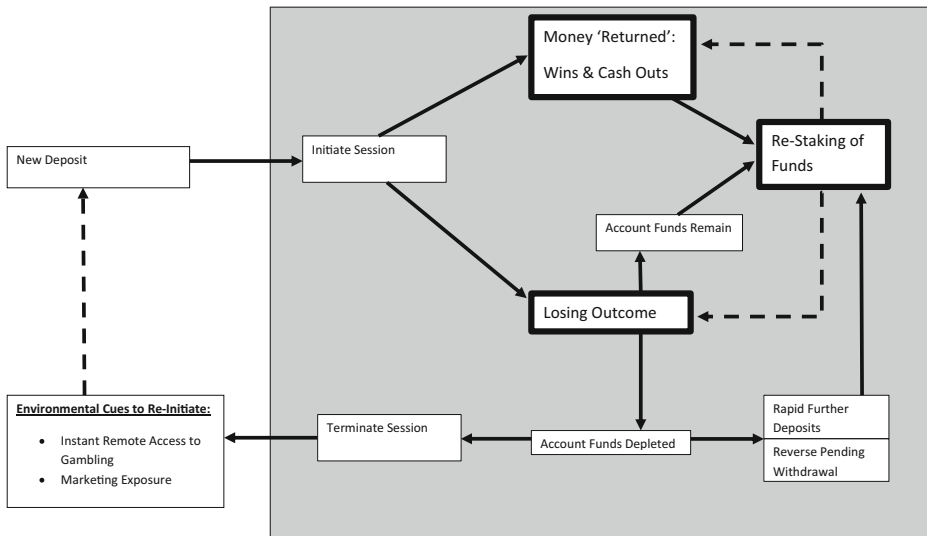 Money ‘Returned’:
Wins & Cash Outs
Re-Staking of
Funds
New Deposit
Initiate Session
Account Funds Remain
Losing Outcome
Environmental Cues to Re-Initiate:
• Instant Remote Access to
Gambling
• Marketing Exposure
Terminate Session
Account Funds Depleted
Rapid Further
Deposits
Reverse Pending
Withdrawal